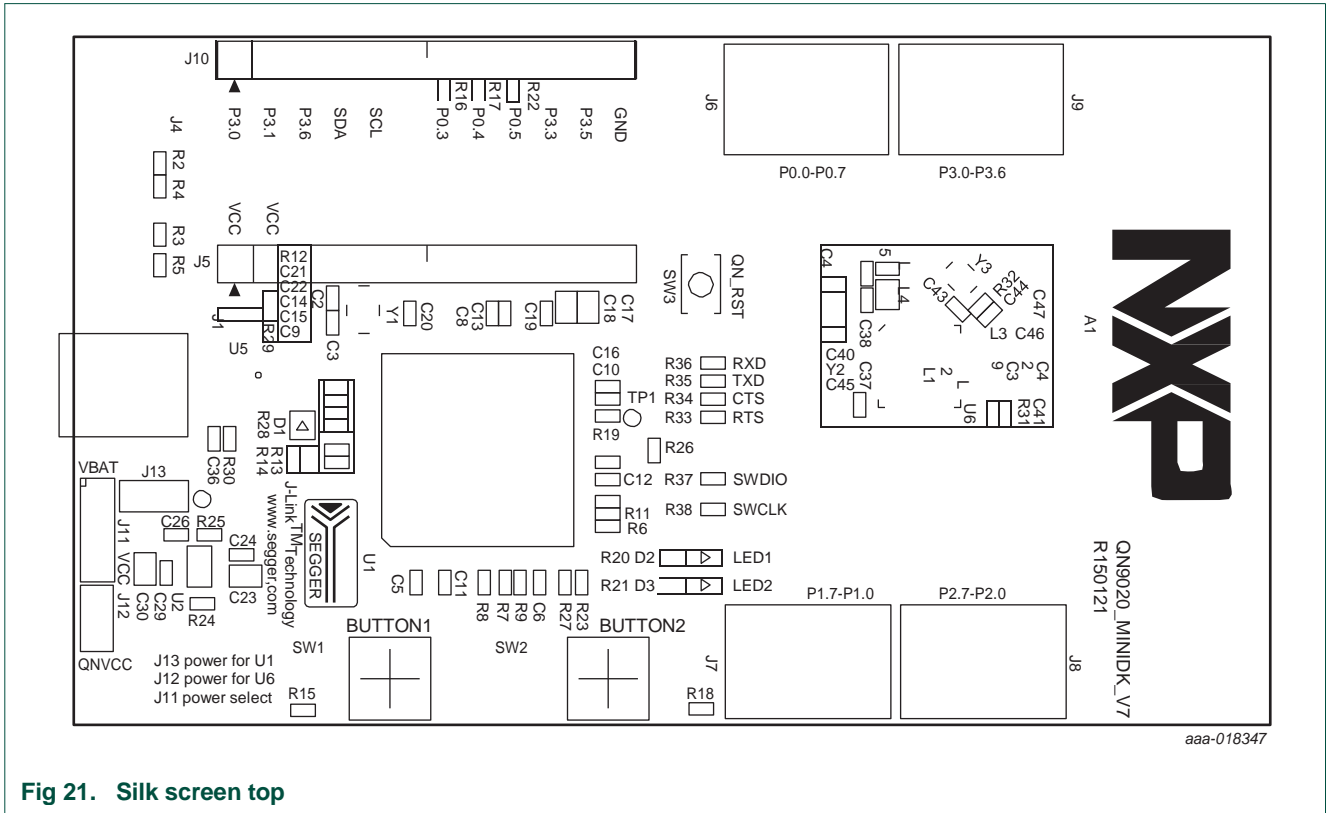 J10
R16
R17
R22
J4
P3.0
P3.1
P3.6
SDA
SCL
P0.3
P0.4
P0.5
P3.3
P3.5
GND
J6
J9
P0.0-P0.7
P3.0-P3.6
R2
R4
R3
R5
VCC
VCC
J5
R12
C21
C22
C14
C15
C9
J1
R29
U5
C2
C3
Y1
C20
C8
C13
C19
C18
C17
SW3
QN_RST
C4
5
L4
C38
C43
Y3
R32
C44
C47
L3
C46
C40
Y2
C45
C37
L1
2
L
9
C3
2
C4
U6
R31
C41
A1
NXP
C16
C10
TP1
R19
R36 RXD
R35 TXD
R34 CTS
R33 RTS
R26
C12
R37 SWDIO
R38 SWCLK
R11
R6
R20 D2 LED1
R21 D3 LED2
D1
R28
R13
R14
C36
R30
VBAT
J13
J11
VCC
J12
QNVCC
C26
R25
C24
C23
C30
C29
U2
R24
J-Link TM Technology
www.segger.com
SEGGER
U1
C5
C11
R8
R7
R9
C6
R27
R23
BUTTON1
BUTTON2
SW1
SW2
P1.7-P1.0
P2.7-P2.0
J7
J8
QN9020_MINIDK_V7
R150121
J13 power for U1
J12 power for U6
J11 power select
R15
R18
aaa-018347
Fig 21. Silk screen top